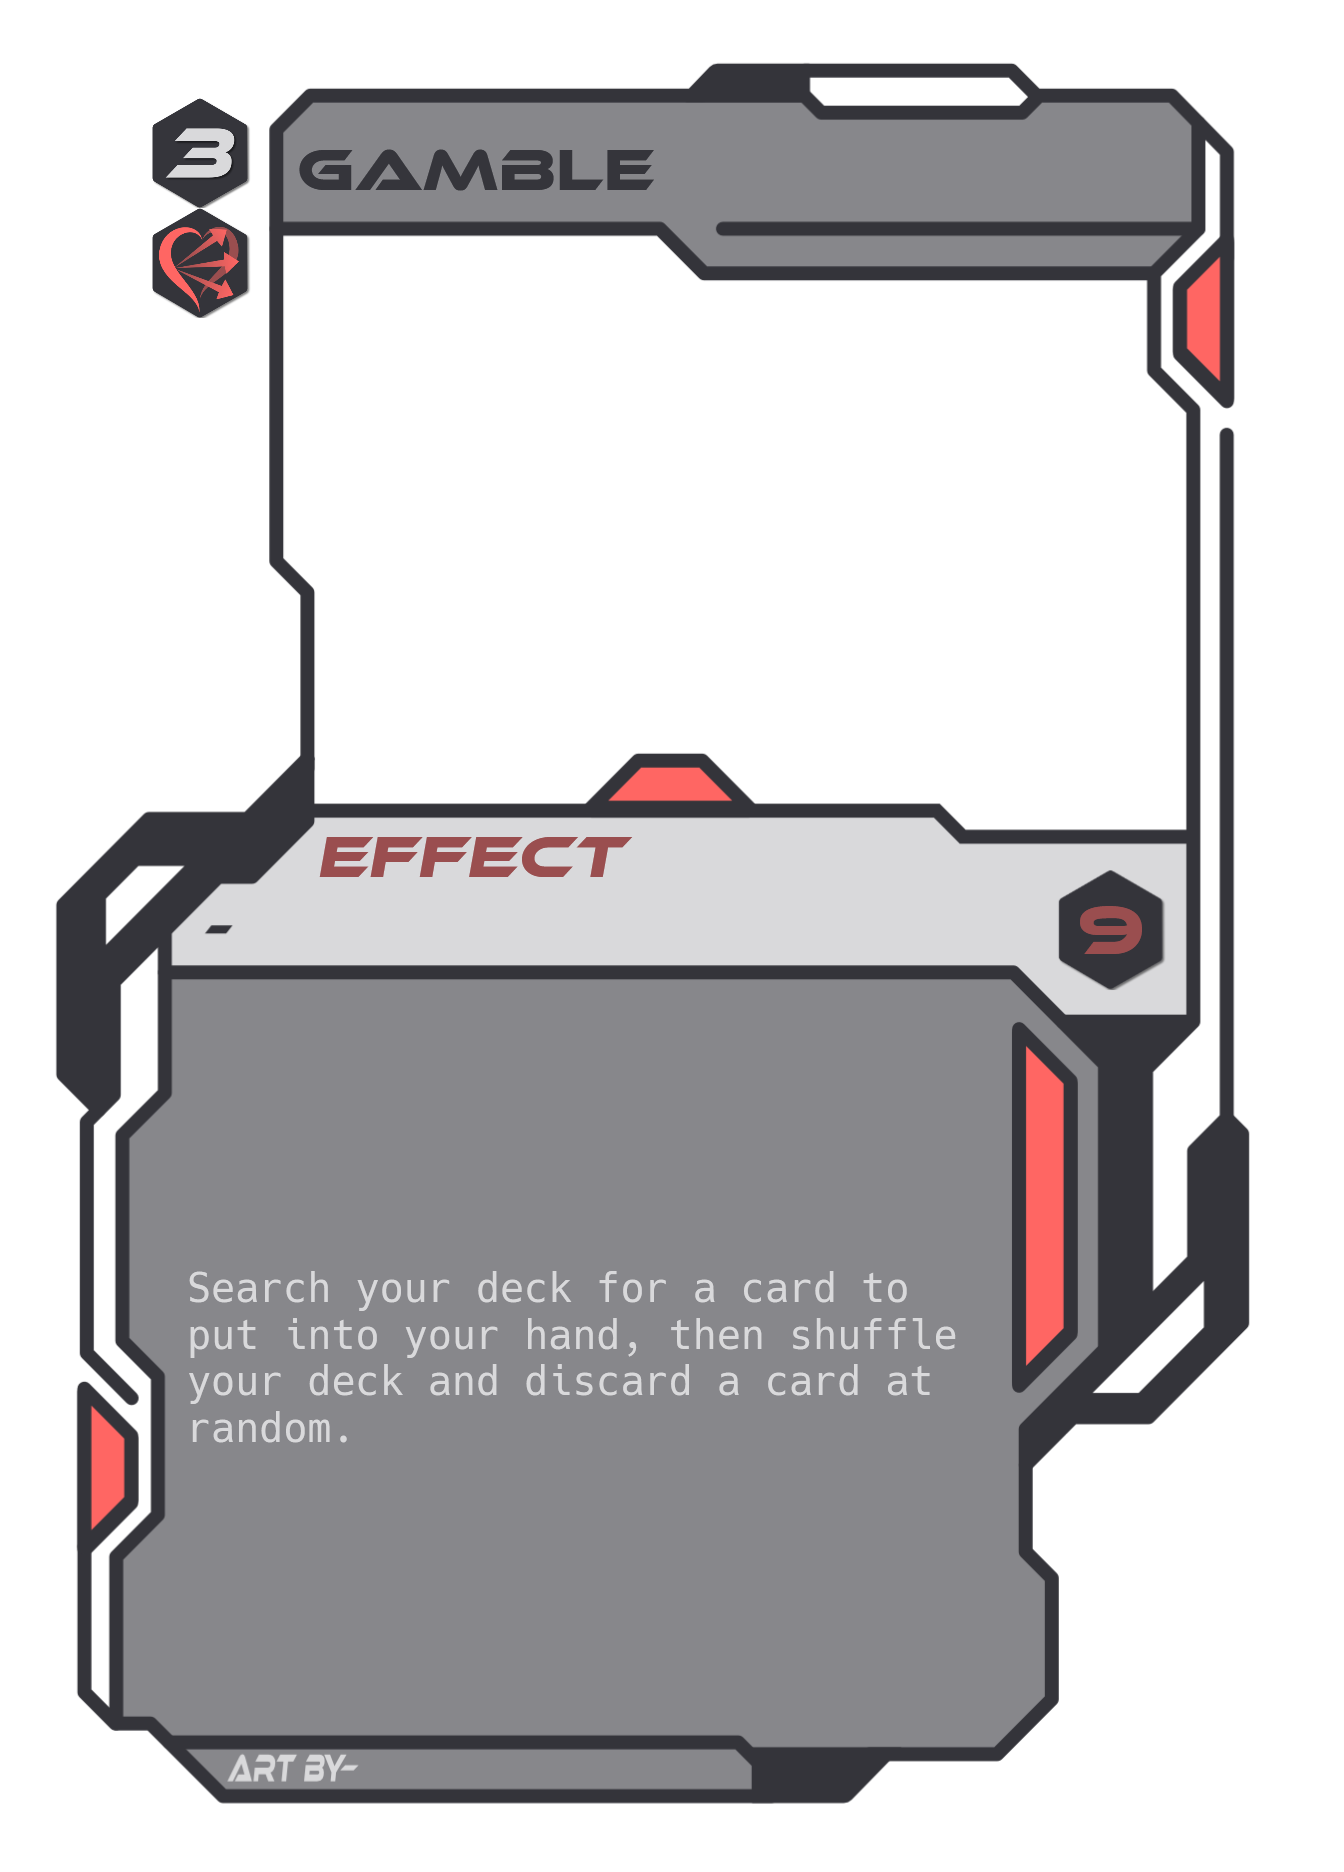 3
GAMBLE
EFFECT
-
9
Search your deck for a card to
put into your hand, then shuffle
your deck and discard a card at
random.
ART BY-